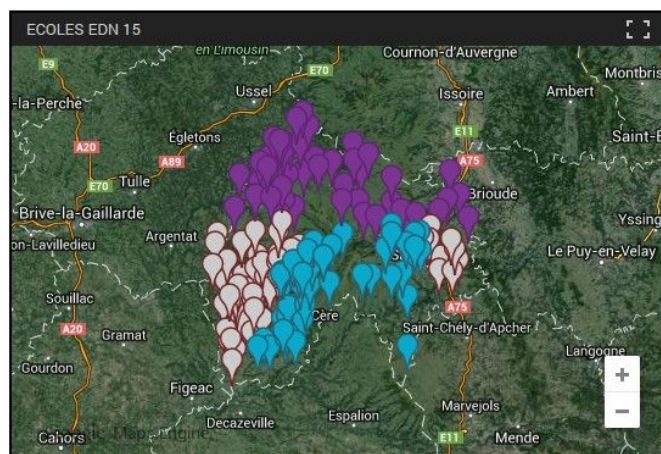 ECOLES EDN 15
en Limousin
Cournon-d'Auvergne
E9
E70
Montbris
-la-Perche
Ussel
Issoire
Ambert
A20
Égletons
E11
Saint-É
A89
A75
E70
Tulle
Brioude
Brive-la-Gaillarde
Yssing
on-Lavilledieu
Argentat
Le Puy-en-Velay
Souillac
A20
Cère
A75
Gramat
Saint-Chély-d'Apcher
Gourdon
Langogne
Figeac
Decazeville
Espalion
Marvejols
Cahors
Maps Engine
E11
Mende